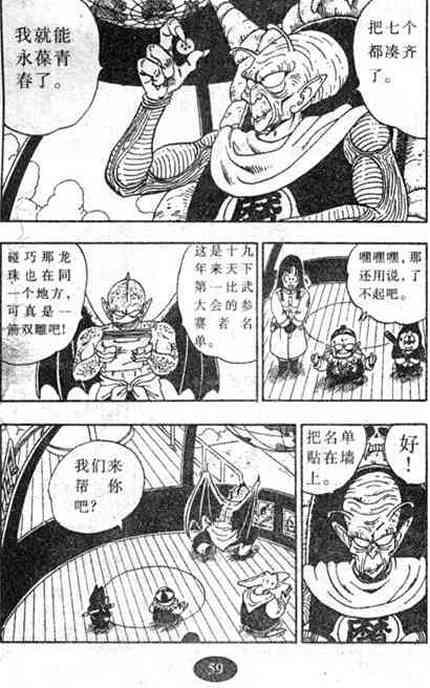 把七个
都凑齐
了。
我就能
永葆青
春了。
嘿嘿嘿,那
还用说,了
不起吧。
这是十九
年来天下
第一比武
大会的参
赛者名
单。
碰巧那龙
珠也在同
一个地方,
可真是一
箭双雕吧!
好!
把名单
贴在墙
上。
我们来
帮你
吧?
59